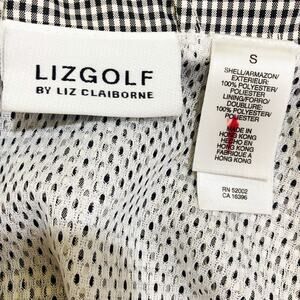 LIZGOLF
BY LIZ CLAIBORNE
S
SHELL/ARMAZON/
EXTERIEUR:
100% POLYESTER/
POLIESTER
LINING/FORRO/
DOUBLURE:
100% POLYESTER/
POLIESTER
MADE IN
HONG KONG
HECHO EN
HONG KONG
FABRIQUE A
HONG KONG
RN 52002
CA 16396